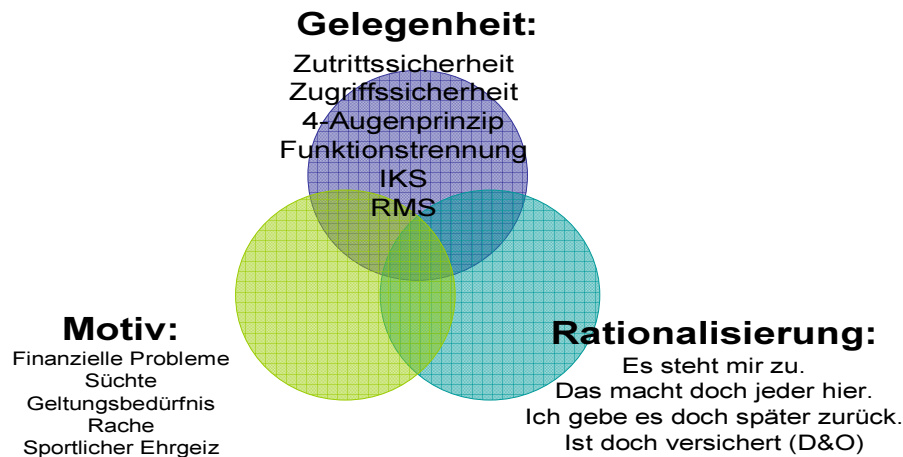 Gelegenheit:
Zutrittssicherheit
Zugriffssicherheit
4-Augenprinzip
Funktionstrennung
IKS
RMS
Motiv:
Finanzielle Probleme
Süchte
Geltungsbedürfnis
Rache
Sportlicher Ehrgeiz
Rationalisierung:
Es steht mir zu.
Das macht doch jeder hier.
Ich gebe es doch später zurück.
Ist doch versichert (D&O)